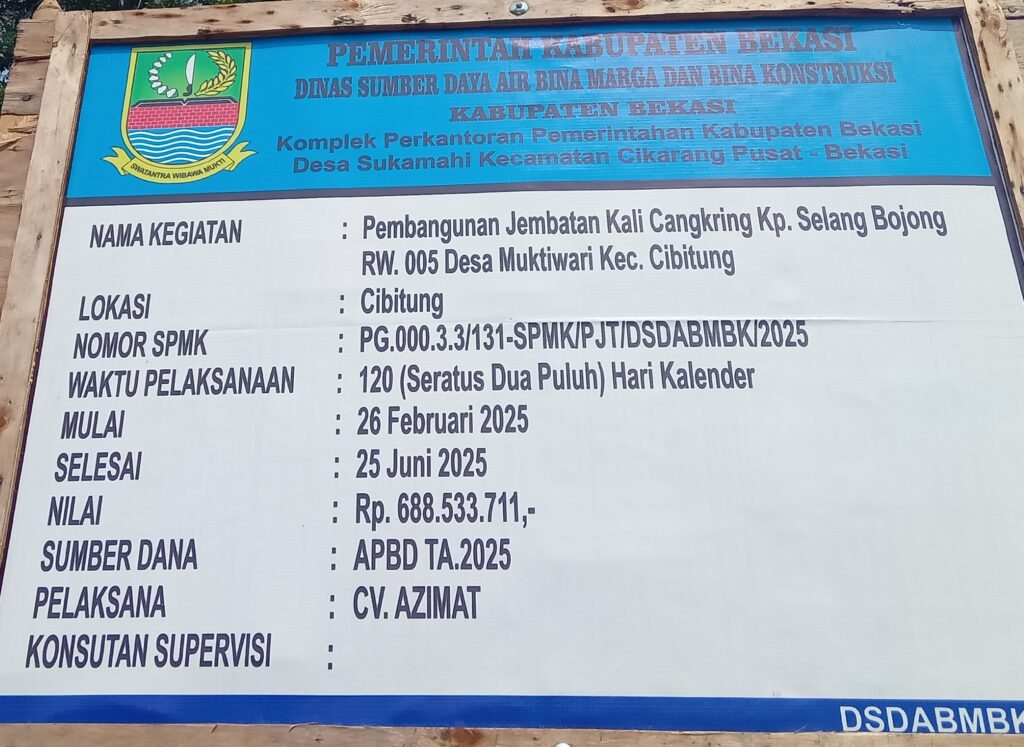 PEMERINTAH KABUPATEN BEKASI
DINAS SUMBER DAYA AIR BINA MARGA DAN BINA KONSTRUKSI
KABUPATEN BEKASI
Komplek Perkantoran Pemerintahan Kabupaten Bekasi
Desa Sukamahi Kecamatan Cikarang Pusat - Bekasi
SWATANTRA WIBAWA MUKTI
NAMA KEGIATAN : Pembangunan Jembatan Kali Cangkring Kp. Selang Bojong
RW. 005 Desa Muktiwari Kec. Cibitung
LOKASI : Cibitung
NOMOR SPMK : PG.000.3.3/131-SPMK/PJT/DSDABMBK/2025
WAKTU PELAKSANAAN : 120 (Seratus Dua Puluh) Hari Kalender
MULAI : 26 Februari 2025
SELESAI : 25 Juni 2025
NILAI : Rp. 688.533.711,-
SUMBER DANA : APBD TA.2025
PELAKSANA : CV. AZIMAT
KONSUTAN SUPERVISI :
DSDABMBK